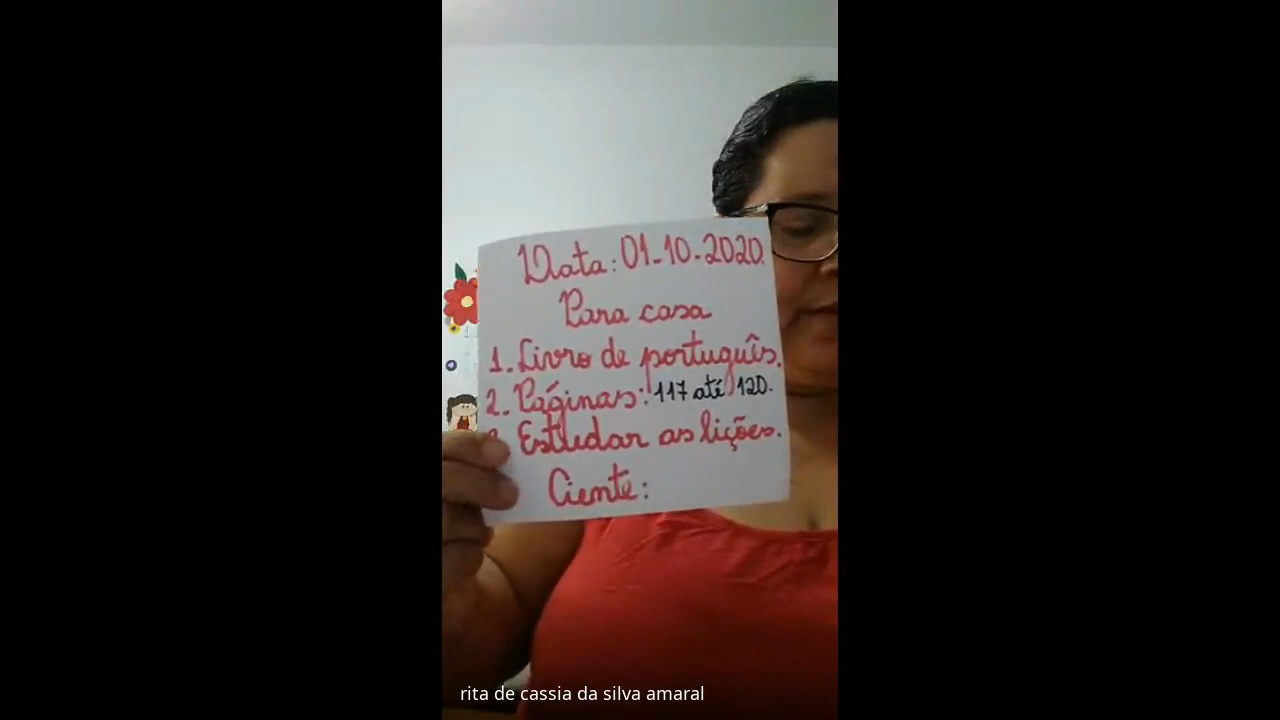 Data: 01-10-2020.
Para casa
1. Livro de português.
2. Páginas: 117 até 120.
Estudar as lições.
Ciente:
rita de cassia da silva amaral